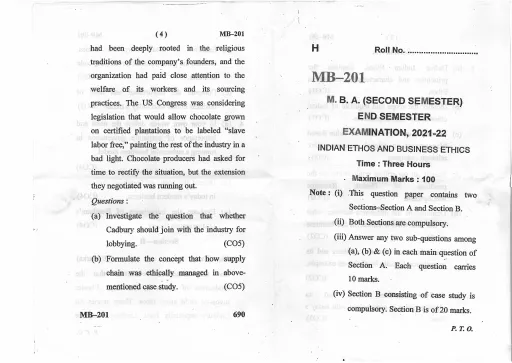 ( 4 ) MB-201
had been deeply rooted in the religious
traditions of the company's founders, and the
organization had paid close attention to the
welfare of its workers and its sourcing
practices. The US Congress was considering
legislation that would allow chocolate grown
on certified plantations to be labeled "slave
labor free," painting the rest of the industry in a
bad light. Chocolate producers had asked for
time to rectify the situation, but the extension
they negotiated was running out.
Questions :
(a) Investigate the question that whether
Cadbury should join with the industry for
lobbying. (CO5)
(b) Formulate the concept that how supply
chain was ethically managed in above-
mentioned case study. (CO5)
MB-201 690
H Roll No. ..............................
MB-201
M. B. A. (SECOND SEMESTER)
END SEMESTER
EXAMINATION, 2021-22
INDIAN ETHOS AND BUSINESS ETHICS
Time : Three Hours
Maximum Marks : 100
Note : (i) This question paper contains two
Sections-Section A and Section B.
(ii) Both Sections are compulsory.
(iii) Answer any two sub-questions among
(a), (b) & (c) in each main question of
Section A. Each question carries
10 marks.
(iv) Section B consisting of case study is
compulsory. Section B is of 20 marks.
P. T. O.